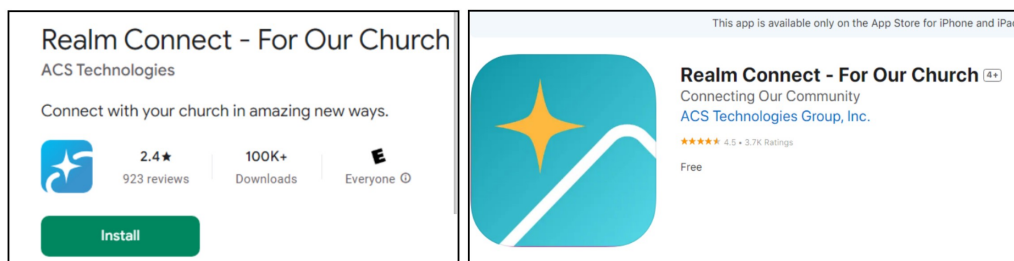 Realm Connect - For Our Church
ACS Technologies
Connect with your church in amazing new ways.
2.4★ 100K+ E
923 reviews Downloads Everyone ⓘ
Install
This app is available only on the App Store for iPhone and
Realm Connect - For Our Church 4+
Connecting Our Community
ACS Technologies Group, Inc.
★★★★★ 4.5 • 3.7K Ratings
Free